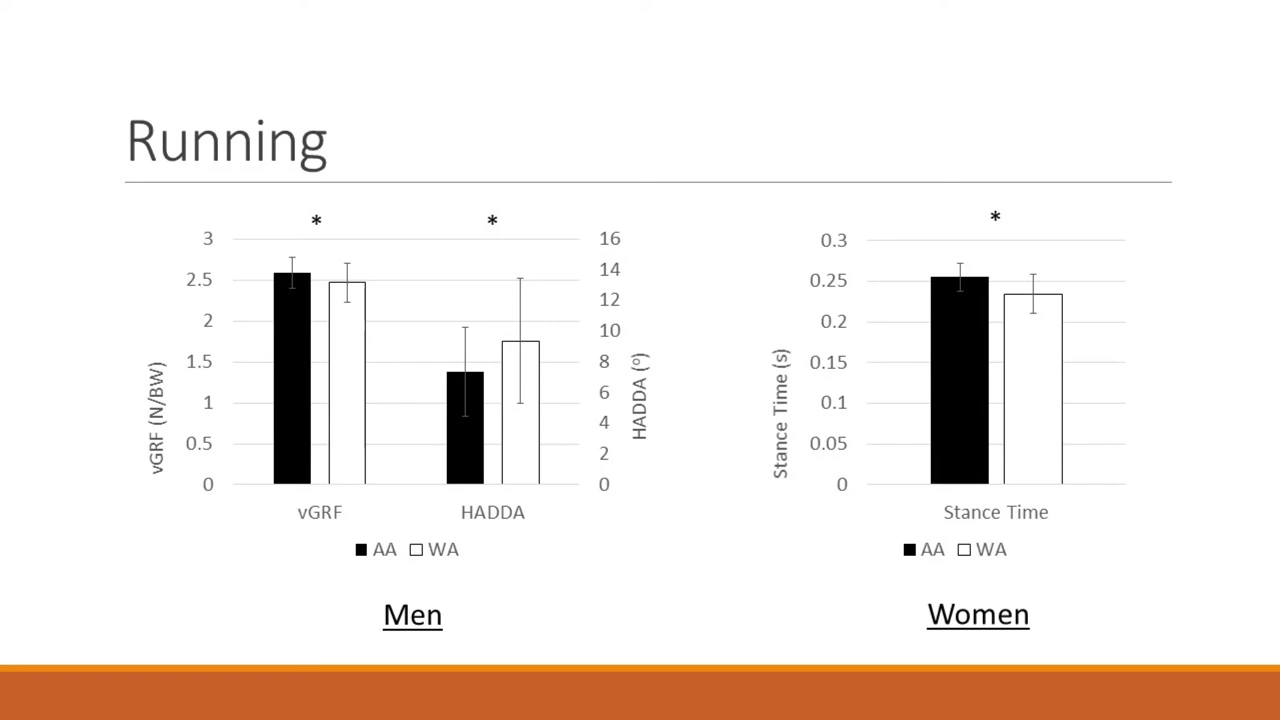 Running
*
*
3
2.5
2
1.5
1
0.5
0
vGRF (N/BW)
16
14
12
10
8
6
4
2
0
HADDA (º)
vGRF
HADDA
AA
WA
Men
*
0.3
0.25
0.2
0.15
0.1
0.05
0
Stance Time (s)
Stance Time
AA
WA
Women